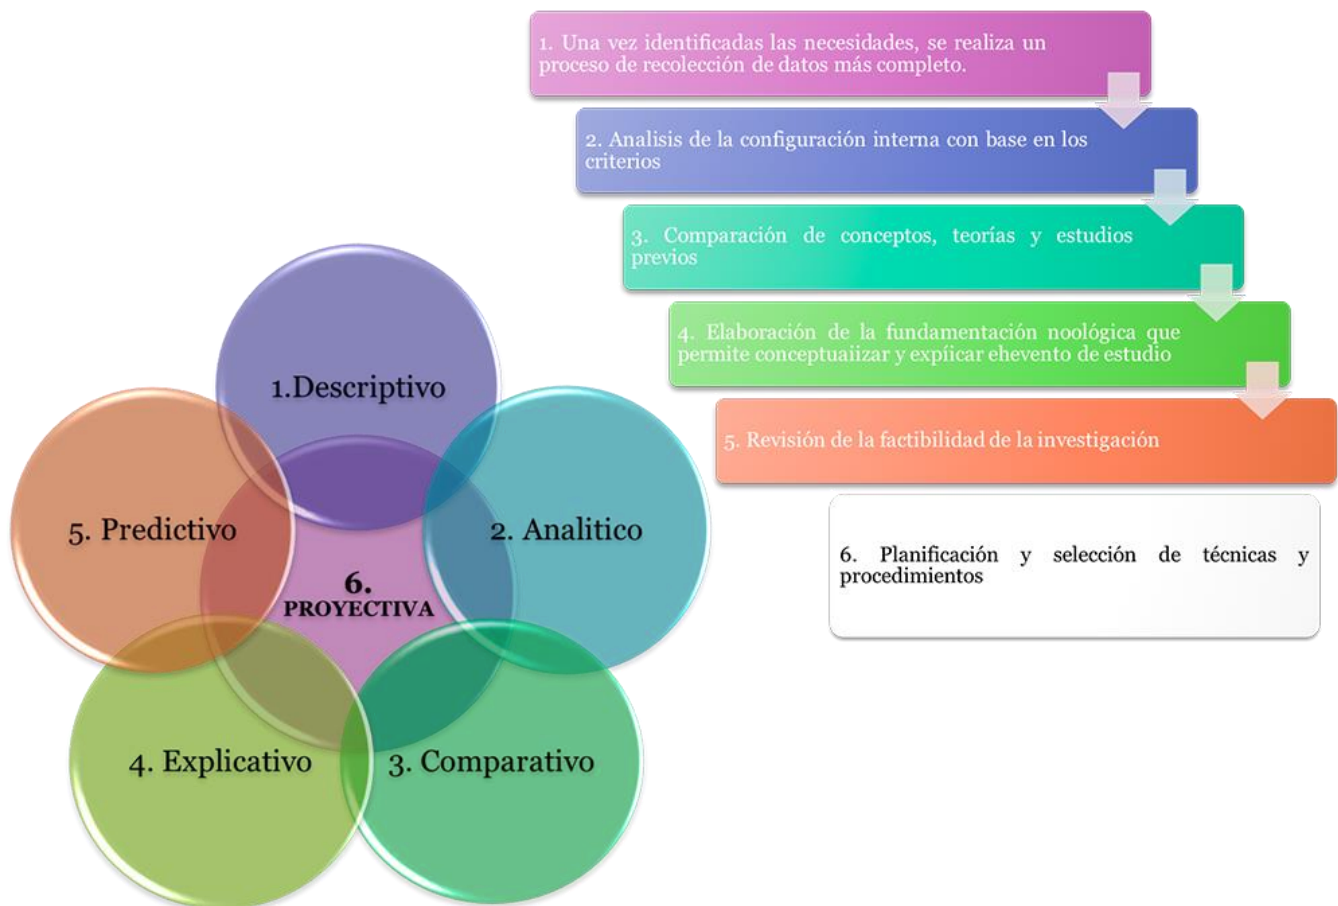 1. Una vez identificadas las necesidades, se realiza un
proceso de recolección de datos más completo.
2. Analisis de la configuración interna con base en los
criterios
3. Comparación de conceptos, teorías y estudios
previos
4. Elaboración de la fundamentación noológica que
permite conceptuaiizar y expíicar ehevento de estudio
5. Revisión de la factibilidad de la investigación
6. Planificación y selección de técnicas y
procedimientos
1.Descriptivo
5. Predictivo
2. Analitico
6.
PROYECTIVA
4. Explicativo
3. Comparativo